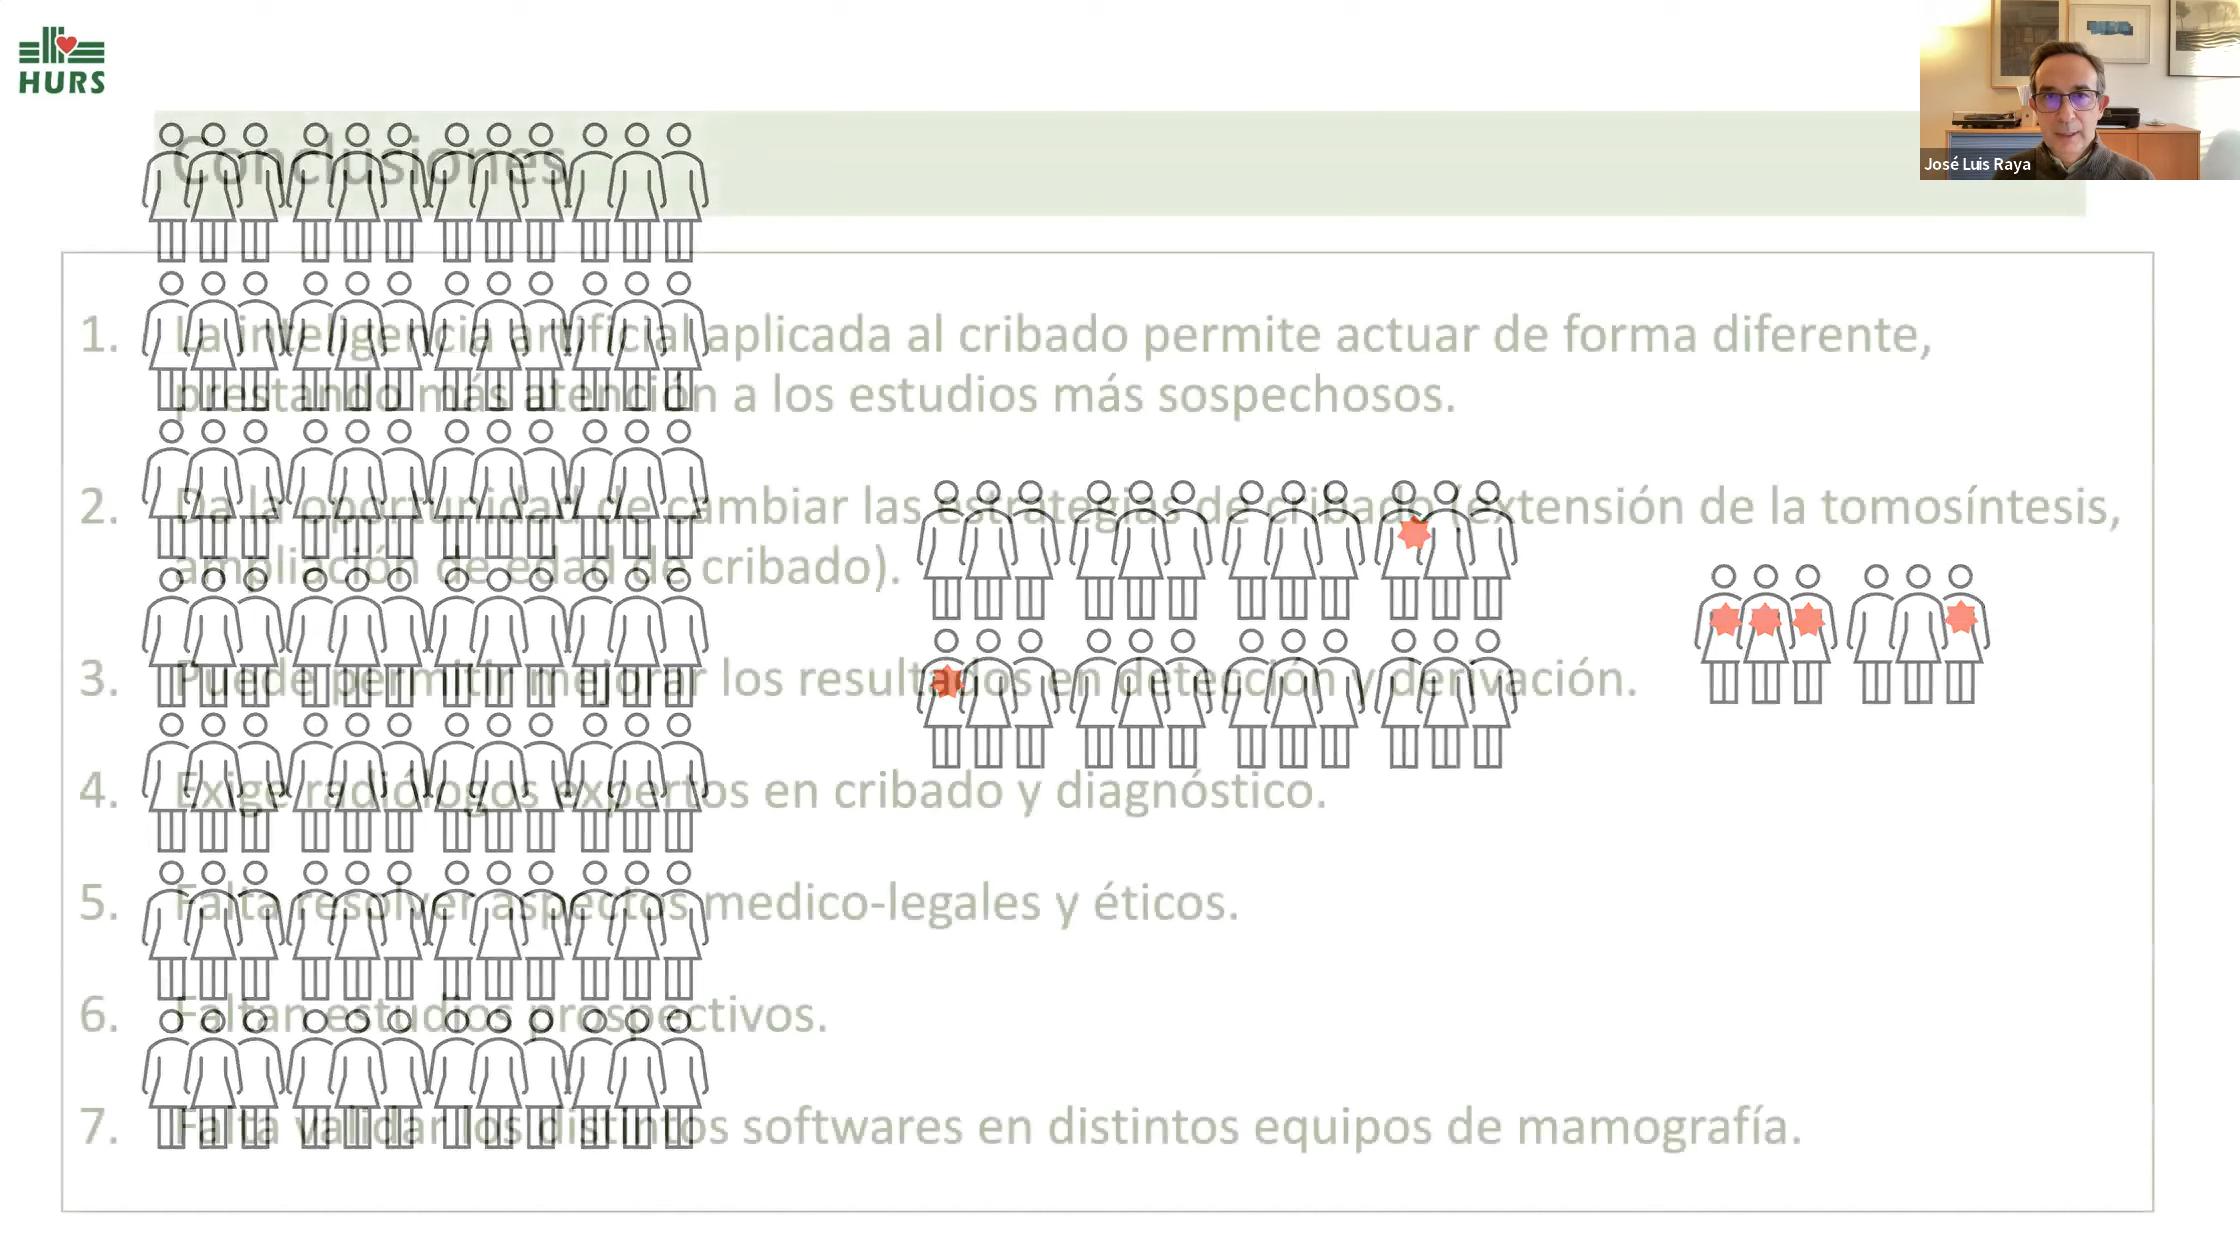 HURS
José Luis Raya
Conclusiones
1. La inteligencia artificial aplicada al cribado permite actuar de forma diferente,
prestando más atención a los estudios más sospechosos.
2. Da la oportunidad de cambiar las estrategias de cribado (extensión de la tomosíntesis,
ampliación de edad de cribado).
3. Puede permitir mejorar los resultados en detección y derivación.
4. Exige radiólogos expertos en cribado y diagnóstico.
5. Falta resolver aspectos medico-legales y éticos.
6. Faltan estudios prospectivos.
7. Falta validar los distintos softwares en distintos equipos de mamografía.